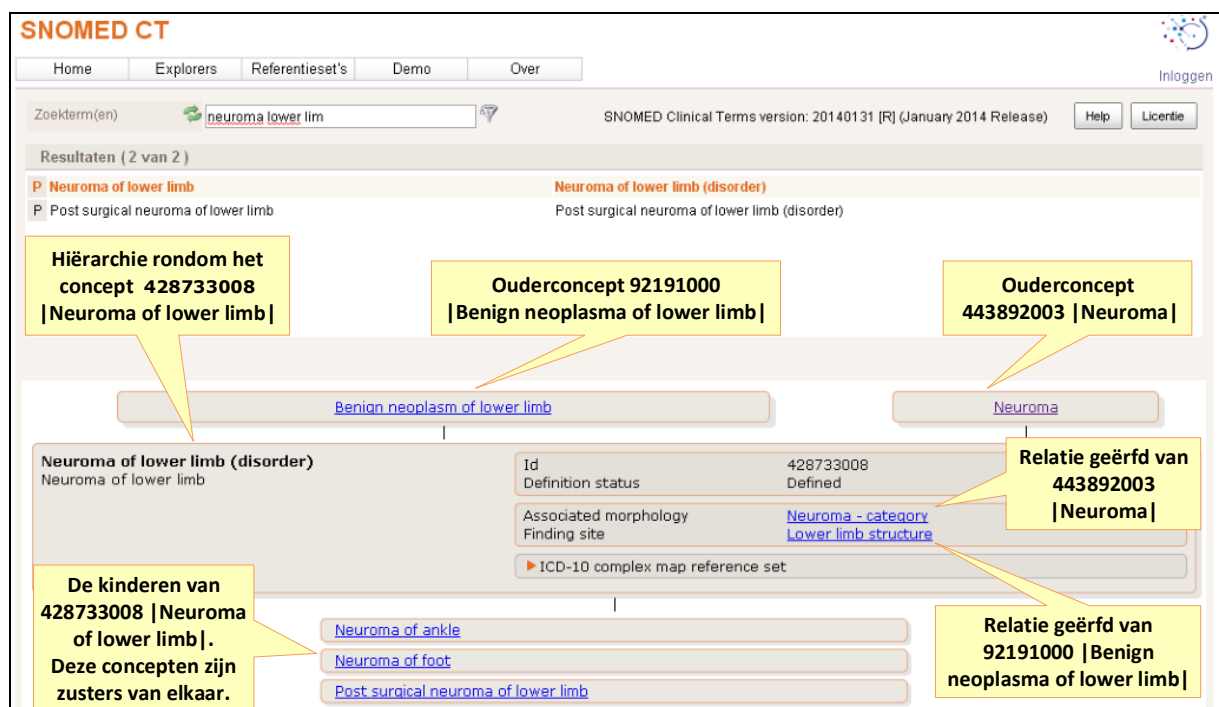 SNOMED CT
Home Explorers Referentieset's Demo Over
Inloggen
Zoekterm(en) neuroma lower lim SNOMED Clinical Terms version: 20140131 [R] (January 2014 Release) Help Licentie
Resultaten (2 van 2)
P Neuroma of lower limb Neuroma of lower limb (disorder)
P Post surgical neuroma of lower limb Post surgical neuroma of lower limb (disorder)
Hiërarchie rondom het
concept 428733008
|Neuroma of lower limb|
Ouderconcept 92191000
|Benign neoplasma of lower limb|
Ouderconcept
443892003 |Neuroma|
Benign neoplasm of lower limb
Neuroma
Neuroma of lower limb (disorder)
Neuroma of lower limb
Id 428733008
Definition status Defined
Associated morphology Neuroma - category
Finding site Lower limb structure
ICD-10 complex map reference set
Relatie geërfd van
443892003
|Neuroma|
De kinderen van
428733008 |Neuroma
of lower limb|.
Deze concepten zijn
zusters van elkaar.
Neuroma of ankle
Neuroma of foot
Post surgical neuroma of lower limb
Relatie geërfd van
92191000 |Benign
neoplasma of lower limb|